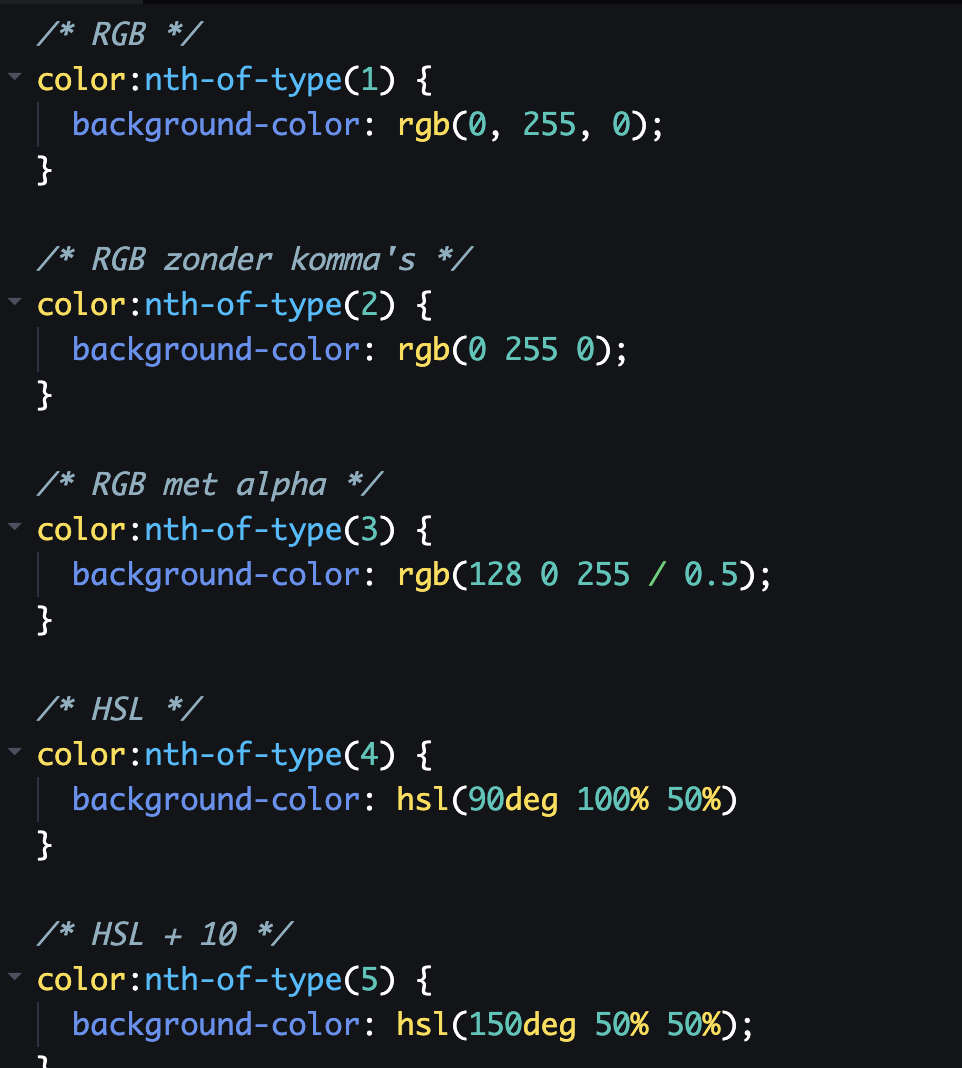 /* RGB */
color:nth-of-type(1) {
background-color: rgb(0, 255, 0);
}
/* RGB zonder komma's */
color:nth-of-type(2) {
background-color: rgb(0 255 0);
}
/* RGB met alpha */
color:nth-of-type(3) {
background-color: rgb(128 0 255 / 0.5);
}
/* HSL */
color:nth-of-type(4) {
background-color: hsl(90deg 100% 50%)
}
/* HSL + 10 */
color:nth-of-type(5) {
background-color: hsl(150deg 50% 50%);
}